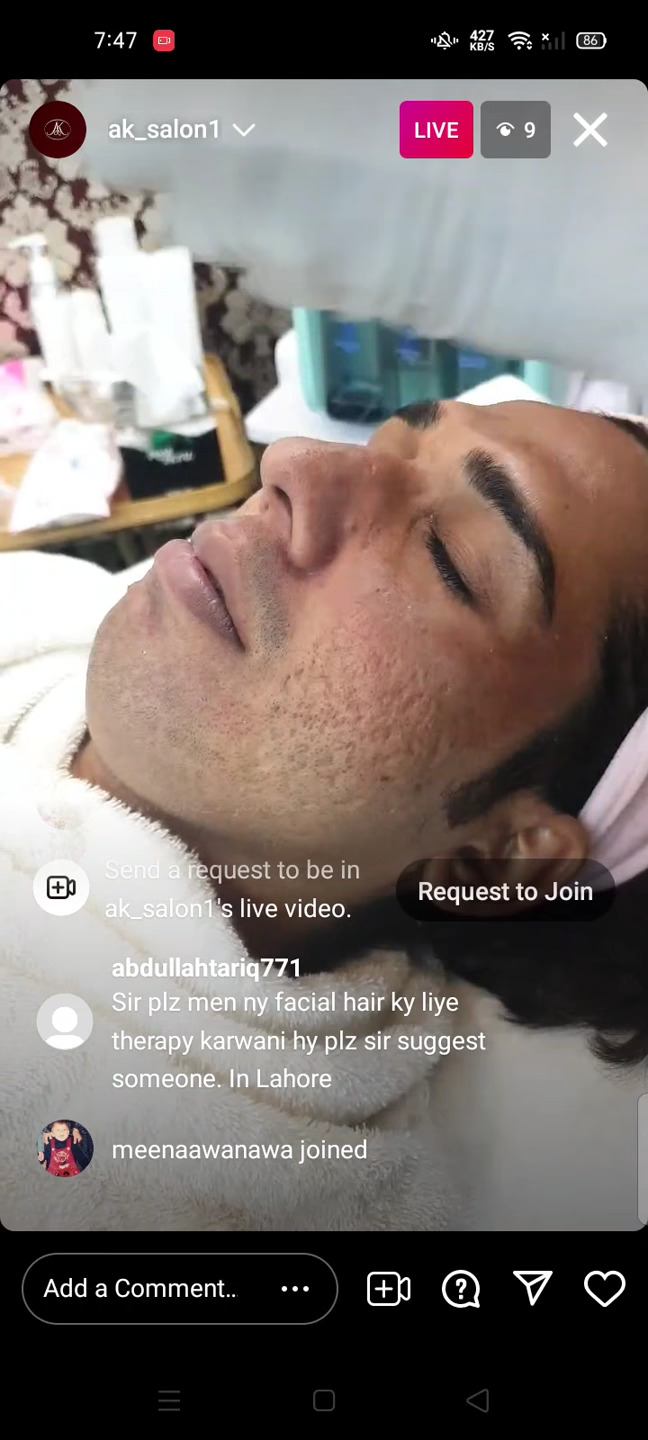 7:47
427
KB/S
86
ak_salon1
LIVE
9
Send a request to be in
ak_salon1's live video.
Request to Join
abdullahtariq771
Sir plz men ny facial hair ky liye
therapy karwani hy plz sir suggest
someone. In Lahore
meenaawanawa joined
Add a Comment..